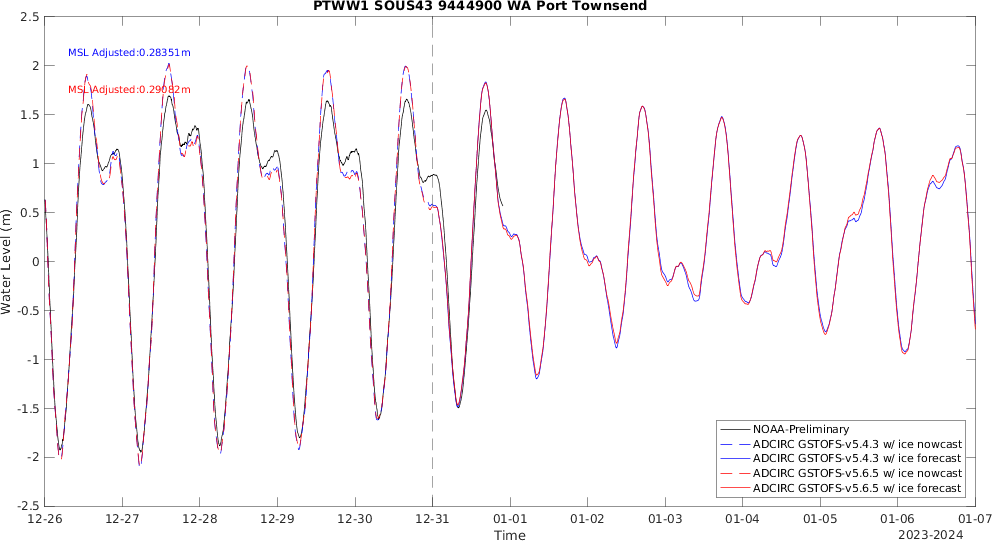 PTWW1 SOUS43 9444900 WA Port Townsend
2.5
2
1.5
1
0.5
0
-0.5
-1
-1.5
-2
-2.5
Water Level (m)
MSL Adjusted:0.28351m
MSL Adjusted:0.29082m
NOAA-Preliminary
ADCIRC GSTOFS-v5.4.3 w/ ice nowcast
ADCIRC GSTOFS-v5.4.3 w/ ice forecast
ADCIRC GSTOFS-v5.6.5 w/ ice nowcast
ADCIRC GSTOFS-v5.6.5 w/ ice forecast
12-26 12-27 12-28 12-29 12-30 12-31 01-01 01-02 01-03 01-04 01-05 01-06 01-07
Time
2023-2024